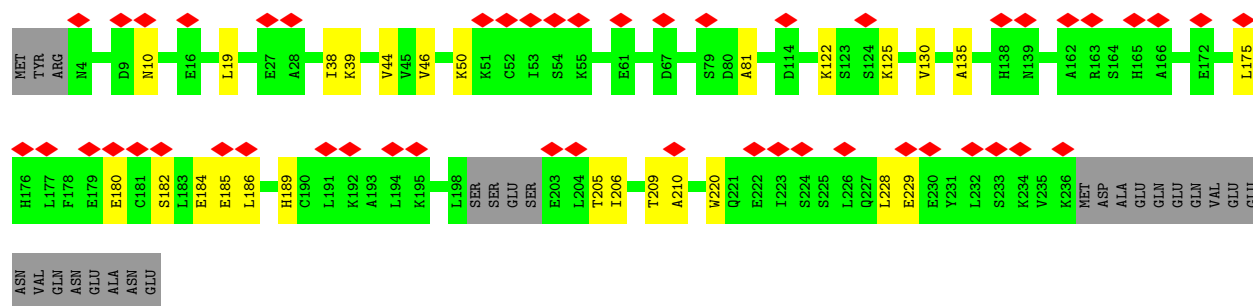 MET TYR ARG N4 D9 N10 E16 L19 E27 A28 I38 K39 V44 V45 V46 K50 K51 C52 I53 S54 K55 E61 D67 S79 D80 A81 D114 K122 S123 S124 K125 V130 A135 H138 N139 A162 R163 S164 H165 A166 E172 L175
H176 L177 F178 E179 E180 C181 S182 L183 E184 E185 L186 H189 C190 L191 K192 A193 L194 K195 L198 SER SER GLU SER E203 L204 T205 I206 T209 A210 W220 Q221 E222 I223 S224 S225 L226 Q227 L228 E229 E230 Y231 L232 S233 K234 V235 K236 MET ASP ALA GLU GLN GLU GLN VAL GLU GLU
ASN VAL GLN ASN GLU ALA ASN GLU